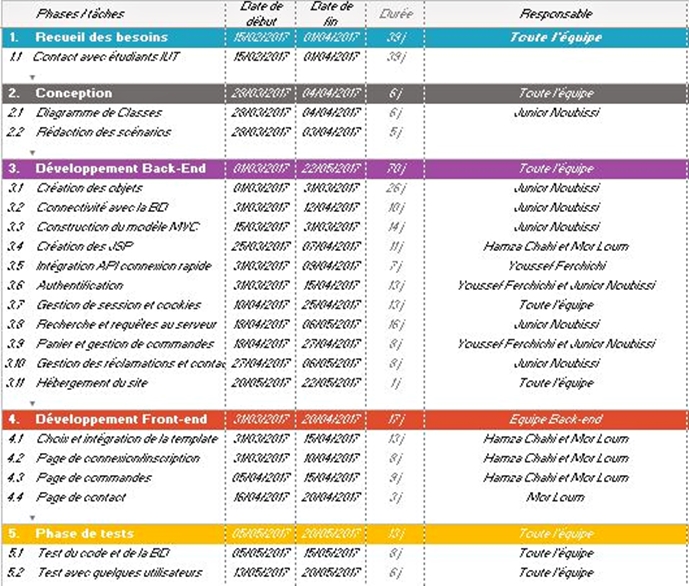 Phases / tâches Date de début Date de fin Durée Responsable
1. Recueil des besoins 15/02/2017 01/04/2017 39 j Toute l'équipe
1.1 Contact avec étudiants IUT 15/02/2017 01/04/2017 39 j
2. Conception 28/03/2017 04/04/2017 6 j Toute l'équipe
2.1 Diagramme de Classes 28/03/2017 04/04/2017 6 j Junior Noubissi
2.2 Rédaction des scénarios 28/03/2017 03/04/2017 5 j
3. Développement Back-End 01/03/2017 22/05/2017 70 j Toute l'équipe
3.1 Création des objets 01/03/2017 31/03/2017 26 j Junior Noubissi
3.2 Connectivité avec la BD 31/03/2017 12/04/2017 10 j Junior Noubissi
3.3 Construction du modèle MVC 15/03/2017 31/03/2017 14 j Junior Noubissi
3.4 Création des JSP 25/03/2017 07/04/2017 11 j Hamza Chahi et Mor Loum
3.5 Intégration API connexion rapide 31/03/2017 09/04/2017 7 j Youssef Ferchichi
3.6 Authentification 31/03/2017 15/04/2017 13 j Youssef Ferchichi et Junior Noubissi
3.7 Gestion de session et cookies 10/04/2017 25/04/2017 13 j Toute l'équipe
3.8 Recherche et requêtes au serveur 18/04/2017 06/05/2017 16 j Junior Noubissi
3.9 Panier et gestion de commandes 18/04/2017 27/04/2017 8 j Youssef Ferchichi et Junior Noubissi
3.10 Gestion des réclamations et contac 27/04/2017 06/05/2017 8 j Junior Noubissi
3.11 Hébergement du site 20/05/2017 22/05/2017 1 j Toute l'équipe
4. Développement Front-end 31/03/2017 20/04/2017 17 j Equipe Back-end
4.1 Choix et intégration de la template 31/03/2017 15/04/2017 13 j Hamza Chahi et Mor Loum
4.2 Page de connexion/inscription 31/03/2017 10/04/2017 8 j Hamza Chahi et Mor Loum
4.3 Page de commandes 05/04/2017 15/04/2017 9 j Hamza Chahi et Mor Loum
4.4 Page de contact 16/04/2017 20/04/2017 3 j Mor Loum
5. Phase de tests 05/05/2017 20/05/2017 13 j Toute l'équipe
5.1 Test du code et de la BD 05/05/2017 15/05/2017 8 j Toute l'équipe
5.2 Test avec quelques utilisateurs 13/05/2017 20/05/2017 6 j Toute l'équipe